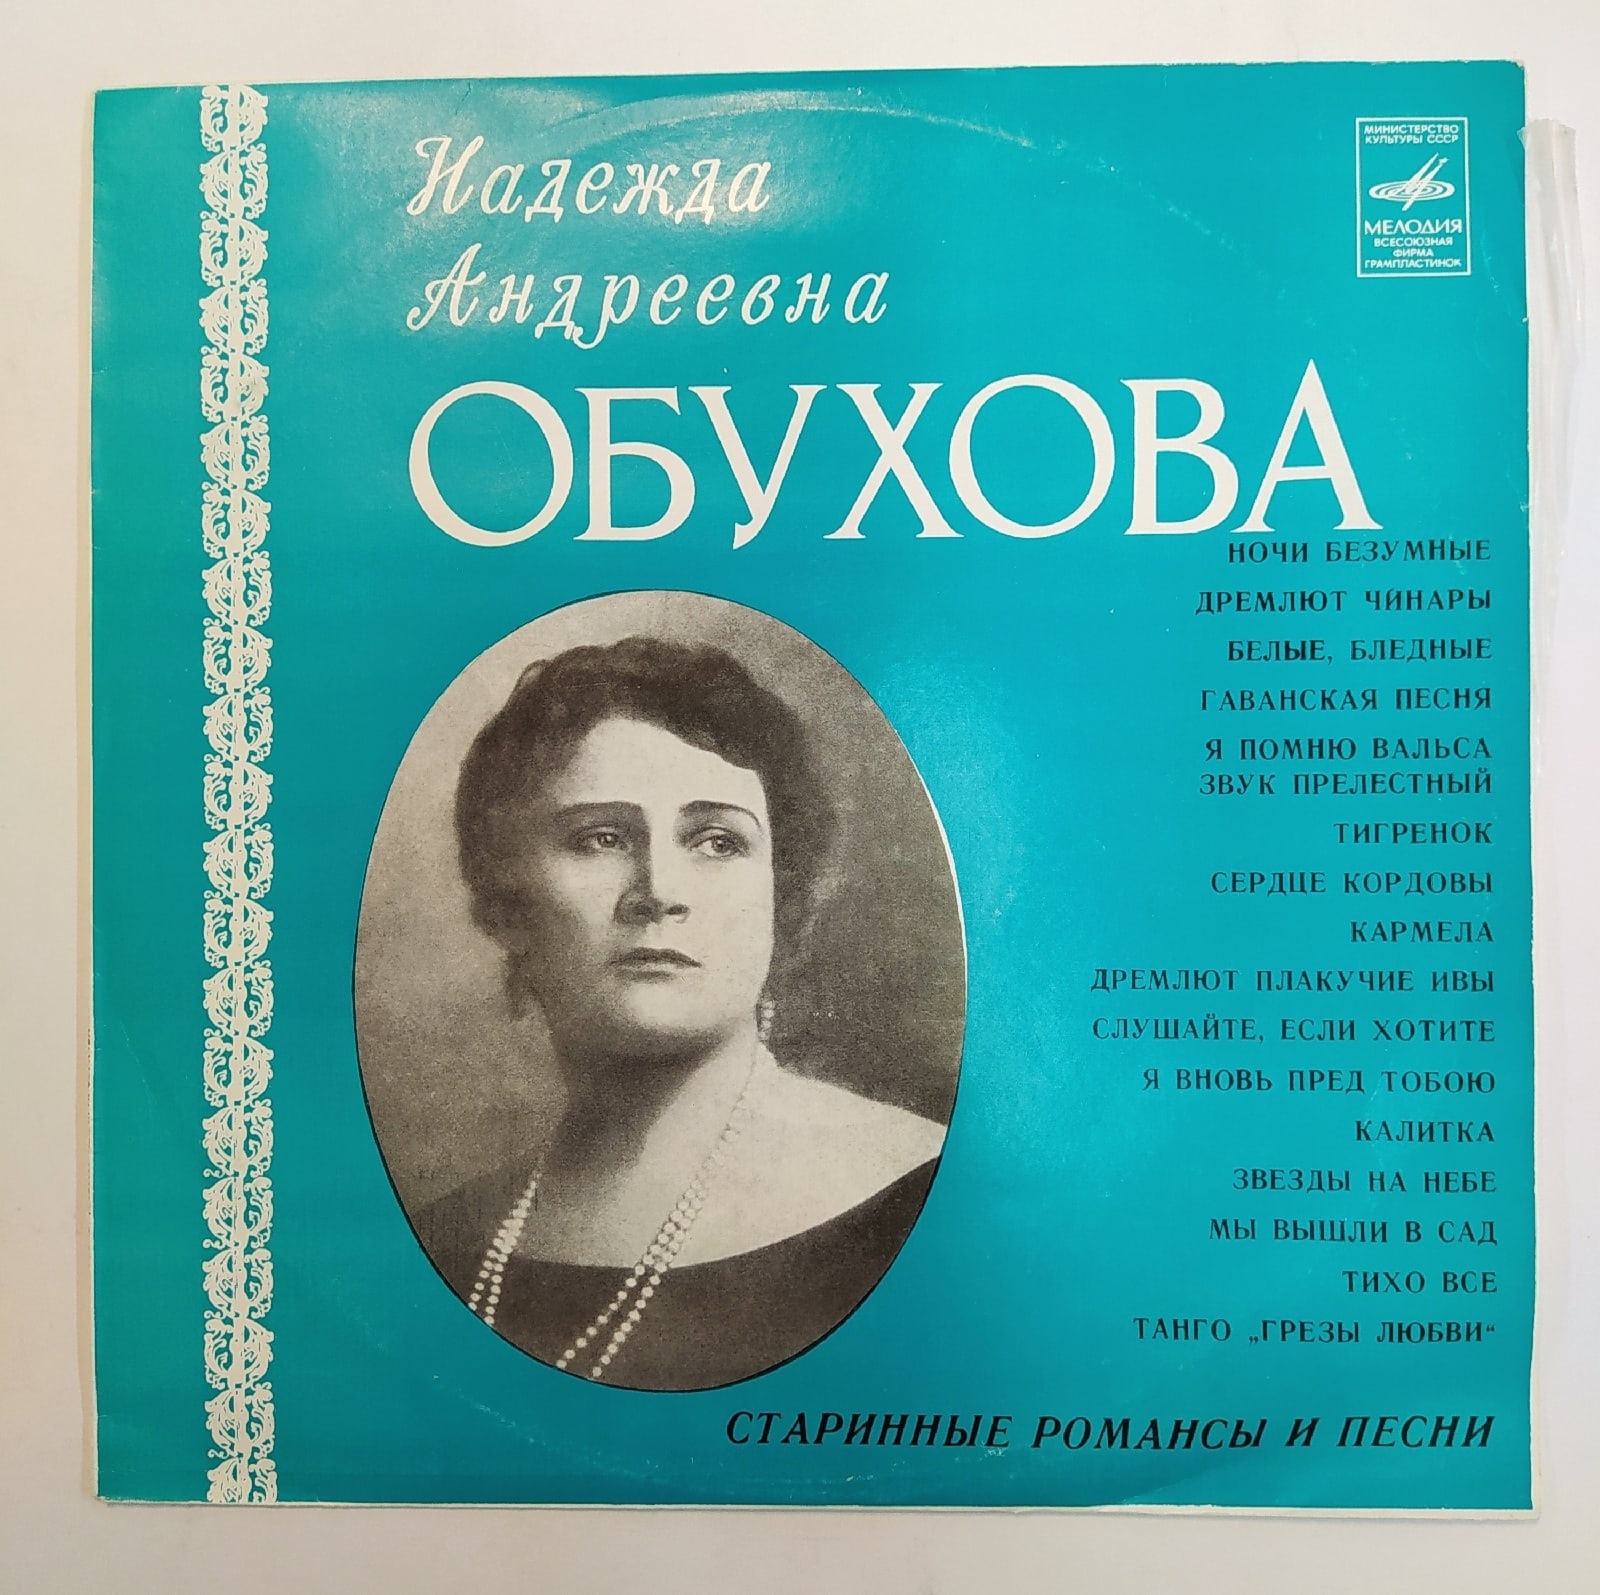 Надежда
Андреевна
ОБУХОВА
МИНИСТЕРСТВО
КУЛЬТУРЫ СССР
МЕЛОДИЯ
ВСЕСОЮЗНАЯ
ФИРМА
ГРАМПЛАСТИНОК
НОЧИ БЕЗУМНЫЕ
ДРЕМЛЮТ ЧИНАРЫ
БЕЛЫЕ, БЛЕДНЫЕ
ГАВАНСКАЯ ПЕСНЯ
Я ПОМНЮ ВАЛЬСА
ЗВУК ПРЕЛЕСТНЫЙ
ТИГРЕНОК
СЕРДЦЕ КОРДОВЫ
КАРМЕЛА
ДРЕМЛЮТ ПЛАКУЧИЕ ИВЫ
СЛУШАЙТЕ, ЕСЛИ ХОТИТЕ
Я ВНОВЬ ПРЕД ТОБОЮ
КАЛИТКА
ЗВЕЗДЫ НА НЕБЕ
МЫ ВЫШЛИ В САД
ТИХО ВСЕ
ТАНГО „ГРЕЗЫ ЛЮБВИ“
СТАРИННЫЕ РОМАНСЫ И ПЕСНИ